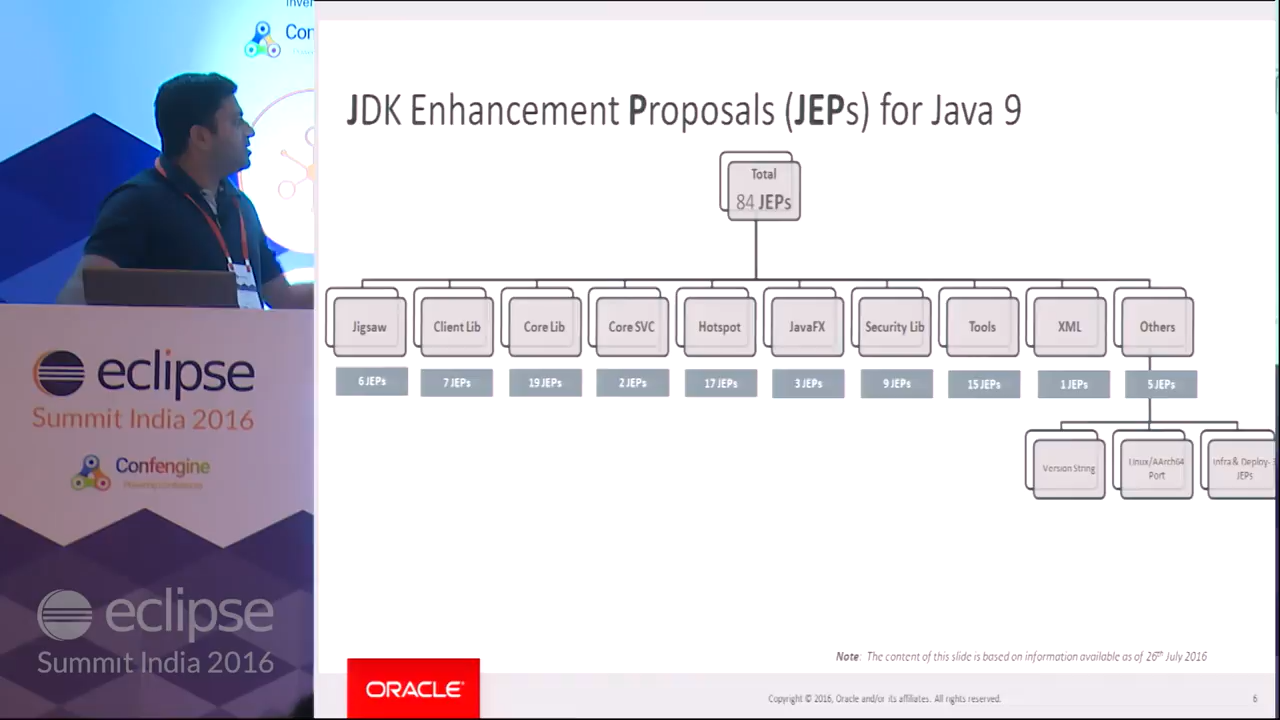 JDK Enhancement Proposals (JEPs) for Java 9
Total
84 JEPs
Jigsaw
Client Lib
Core Lib
Core SVC
Hotspot
JavaFX
Security Lib
Tools
XML
Others
6 JEPs
7 JEPs
19 JEPs
2 JEPs
17 JEPs
3 JEPs
9 JEPs
15 JEPs
1 JEPs
5 JEPs
Version String
Linux/AArch64
Port
Infra & Deploy- 3
JEPs
Note: The content of this slide is based on information available as of 26th July 2016
ORACLE
Copyright © 2016, Oracle and/or its affiliates. All rights reserved.
6
Con
eclipse
Summit India 2016
Confengine
eclipse
Summit India 2016